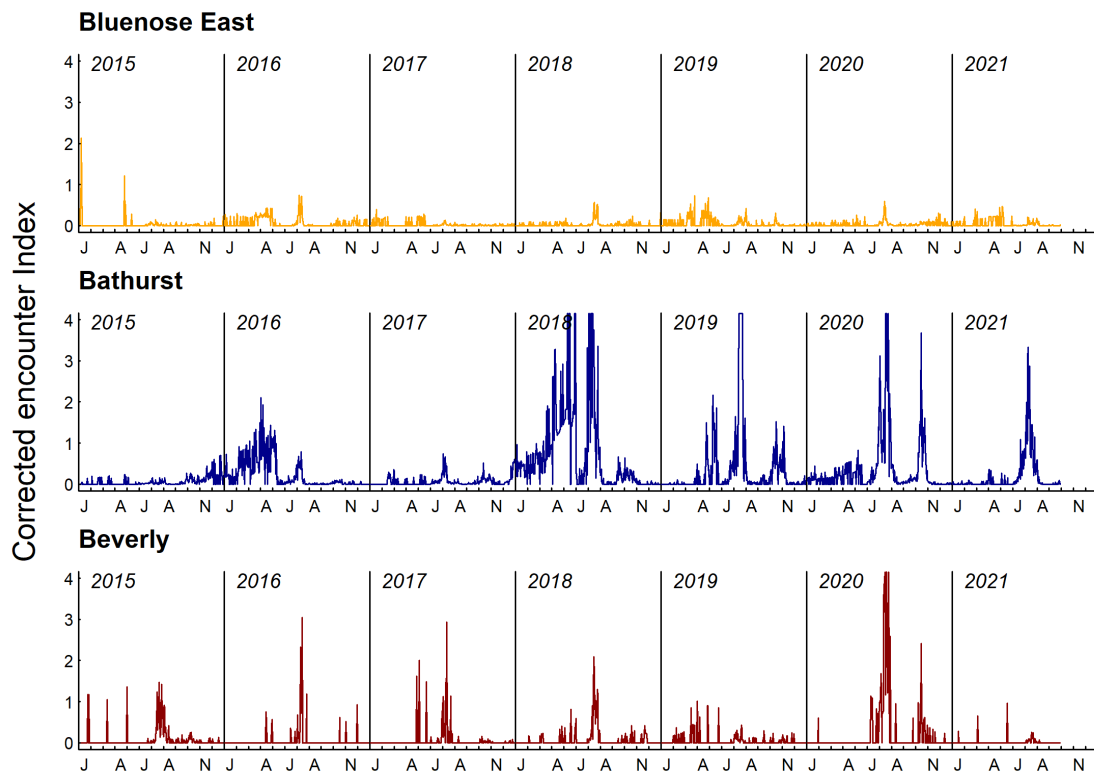 Bluenose East
4 2015 2016 2017 2018 2019 2020 2021
3
2
1
0
J A J A N J A J A N J A J A N J A J A N J A J A N J A J A N J A J A N
Corrected encounter Index
Bathurst
4 2015 2016 2017 2018 2019 2020 2021
3
2
1
0
J A J A N J A J A N J A J A N J A J A N J A J A N J A J A N J A J A N
Beverly
4 2015 2016 2017 2018 2019 2020 2021
3
2
1
0
J A J A N J A J A N J A J A N J A J A N J A J A N J A J A N J A J A N